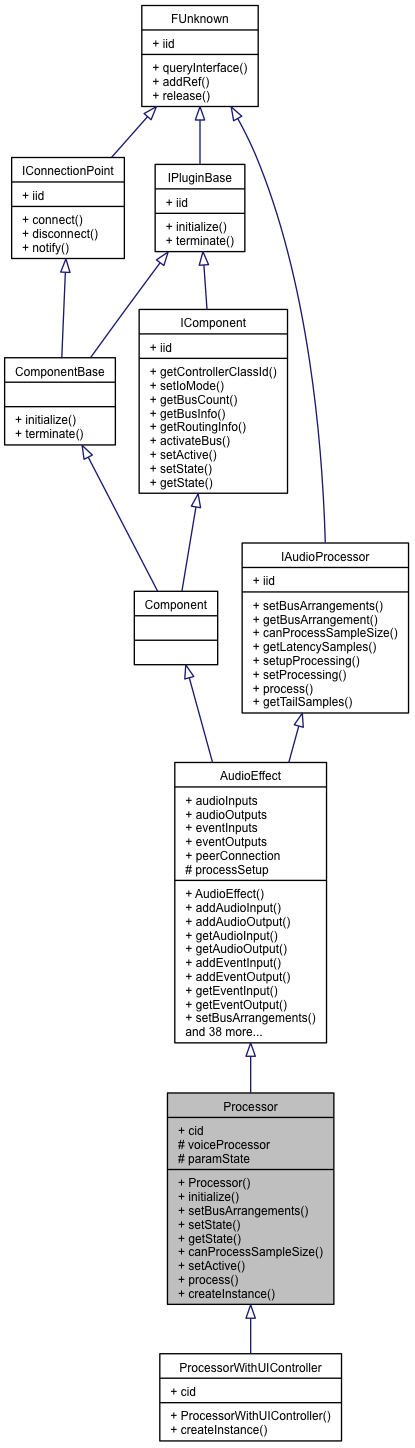 FUnknown
+ iid
+ queryInterface()
+ addRef()
+ release()
IConnectionPoint
+ iid
+ connect()
+ disconnect()
+ notify()
IPluginBase
+ iid
+ initialize()
+ terminate()
IComponent
+ iid
+ getControllerClassId()
+ setIoMode()
+ getBusCount()
+ getBusInfo()
+ getRoutingInfo()
+ activateBus()
+ setActive()
+ setState()
+ getState()
ComponentBase
+ initialize()
+ terminate()
IAudioProcessor
+ iid
+ setBusArrangements()
+ getBusArrangement()
+ canProcessSampleSize()
+ getLatencySamples()
+ setupProcessing()
+ setProcessing()
+ process()
+ getTailSamples()
Component
AudioEffect
+ audioInputs
+ audioOutputs
+ eventInputs
+ eventOutputs
+ peerConnection
# processSetup
+ AudioEffect()
+ addAudioInput()
+ addAudioOutput()
+ getAudioInput()
+ getAudioOutput()
+ addEventInput()
+ addEventOutput()
+ getEventInput()
+ getEventOutput()
+ setBusArrangements()
and 38 more...
Processor
+ cid
# voiceProcessor
# paramState
+ Processor()
+ initialize()
+ setBusArrangements()
+ setState()
+ getState()
+ canProcessSampleSize()
+ setActive()
+ process()
+ createInstance()
ProcessorWithUIController
+ cid
+ ProcessorWithUIController()
+ createInstance()